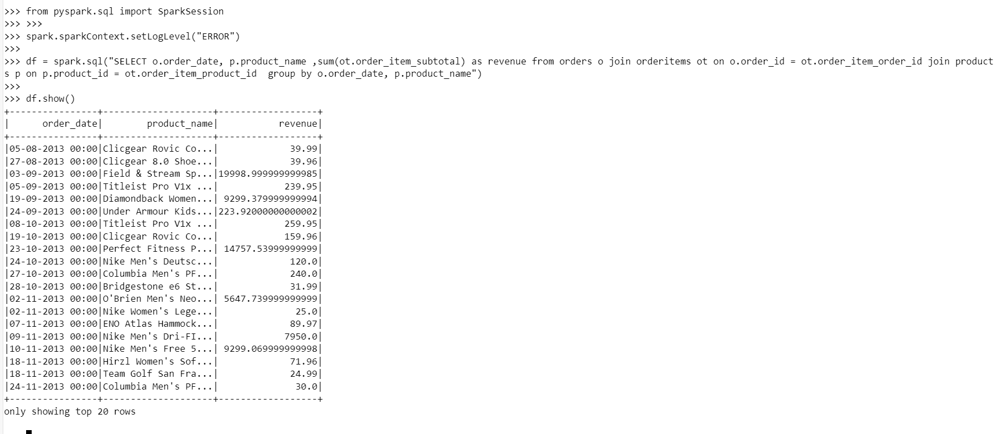 >>> from pyspark.sql import SparkSession
>>> >>>
>>> spark.sparkContext.setLogLevel("ERROR")
>>>
>>> df = spark.sql("SELECT o.order_date, p.product_name ,sum(ot.order_item_subtotal) as revenue from orders o join orderitems ot on o.order_id = ot.order_item_order_id join product
s p on p.product_id = ot.order_item_product_id  group by o.order_date, p.product_name")
>>>
>>> df.show()
+----------------+--------------------+------------------+
|      order_date|        product_name|           revenue|
+----------------+--------------------+------------------+
|05-08-2013 00:00|Clicgear Rovic Co...|             39.99|
|27-08-2013 00:00|Clicgear 8.0 Shoe...|             39.96|
|03-09-2013 00:00|Field & Stream Sp...|19998.999999999985|
|05-09-2013 00:00|Titleist Pro V1x ...|            239.95|
|19-09-2013 00:00|Diamondback Women...| 9299.379999999994|
|24-09-2013 00:00|Under Armour Kids...|223.92000000000002|
|08-10-2013 00:00|Titleist Pro V1x ...|            259.95|
|19-10-2013 00:00|Clicgear Rovic Co...|            159.96|
|23-10-2013 00:00|Perfect Fitness P...| 14757.53999999999|
|24-10-2013 00:00|Nike Men's Deutsc...|             120.0|
|27-10-2013 00:00|Columbia Men's PF...|             240.0|
|28-10-2013 00:00|Bridgestone e6 St...|             31.99|
|02-11-2013 00:00|O'Brien Men's Neo...| 5647.739999999999|
|02-11-2013 00:00|Nike Women's Lege...|              25.0|
|07-11-2013 00:00|ENO Atlas Hammock...|             89.97|
|09-11-2013 00:00|Nike Men's Dri-FI...|            7950.0|
|10-11-2013 00:00|Nike Men's Free 5...| 9299.069999999998|
|18-11-2013 00:00|Hirzl Women's Sof...|             71.96|
|18-11-2013 00:00|Team Golf San Fra...|             24.99|
|24-11-2013 00:00|Columbia Men's PF...|              30.0|
+----------------+--------------------+------------------+
only showing top 20 rows